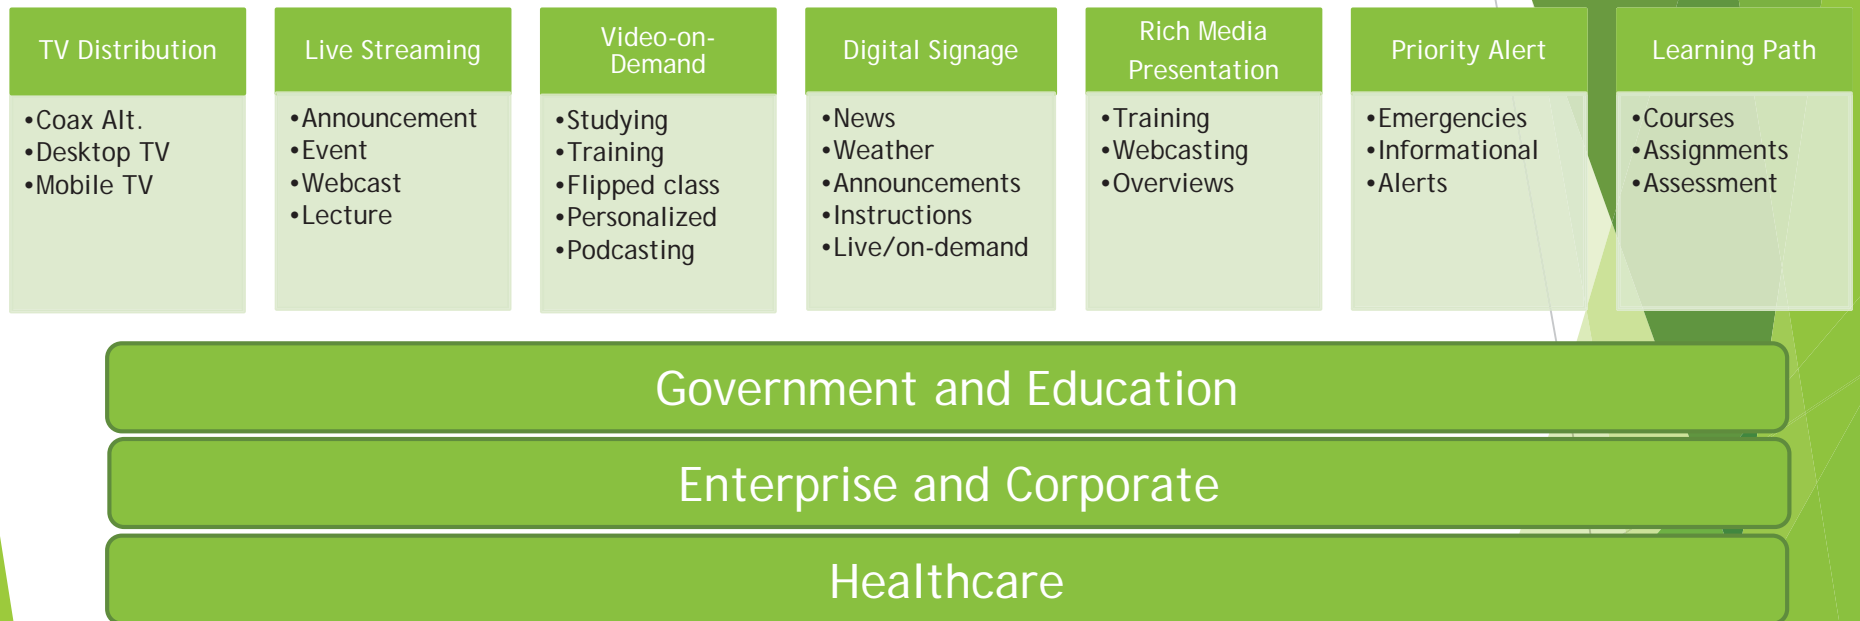 TV Distribution
•Coax Alt.
•Desktop TV
•Mobile TV
Live Streaming
•Announcement
•Event
•Webcast
•Lecture
Video-on-
Demand
•Studying
•Training
•Flipped class
•Personalized
•Podcasting
Digital Signage
•News
•Weather
•Announcements
•Instructions
•Live/on-demand
Rich Media
Presentation
•Training
•Webcasting
•Overviews
Priority Alert
•Emergencies
•Informational
•Alerts
Learning Path
•Courses
•Assignments
•Assessment
Government and Education
Enterprise and Corporate
Healthcare